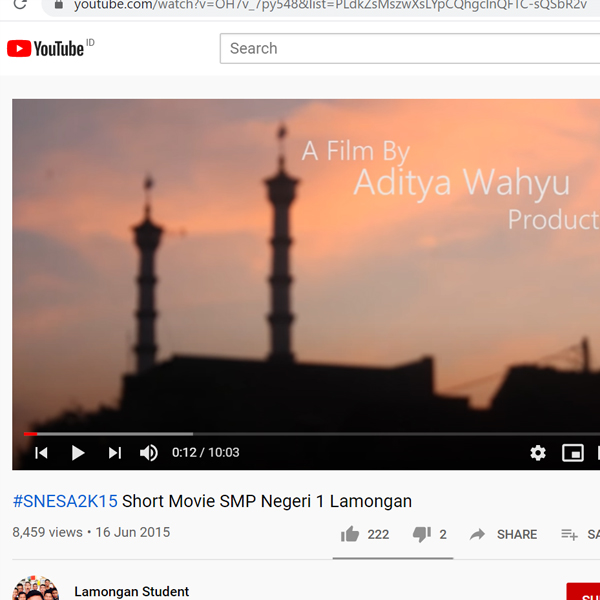 youtube.com/watch?v=OH7v_7py548&list=PLdkZsMszwXsLYpCQhgcInQFTC-sQSbR2v
YouTube ID
Search
A Film By
Aditya Wahyu
Product
0:12 / 10:03
#SNESA2K15 Short Movie SMP Negeri 1 Lamongan
8,459 views • 16 Jun 2015
222
2
SHARE
SA
Lamongan Student
SU